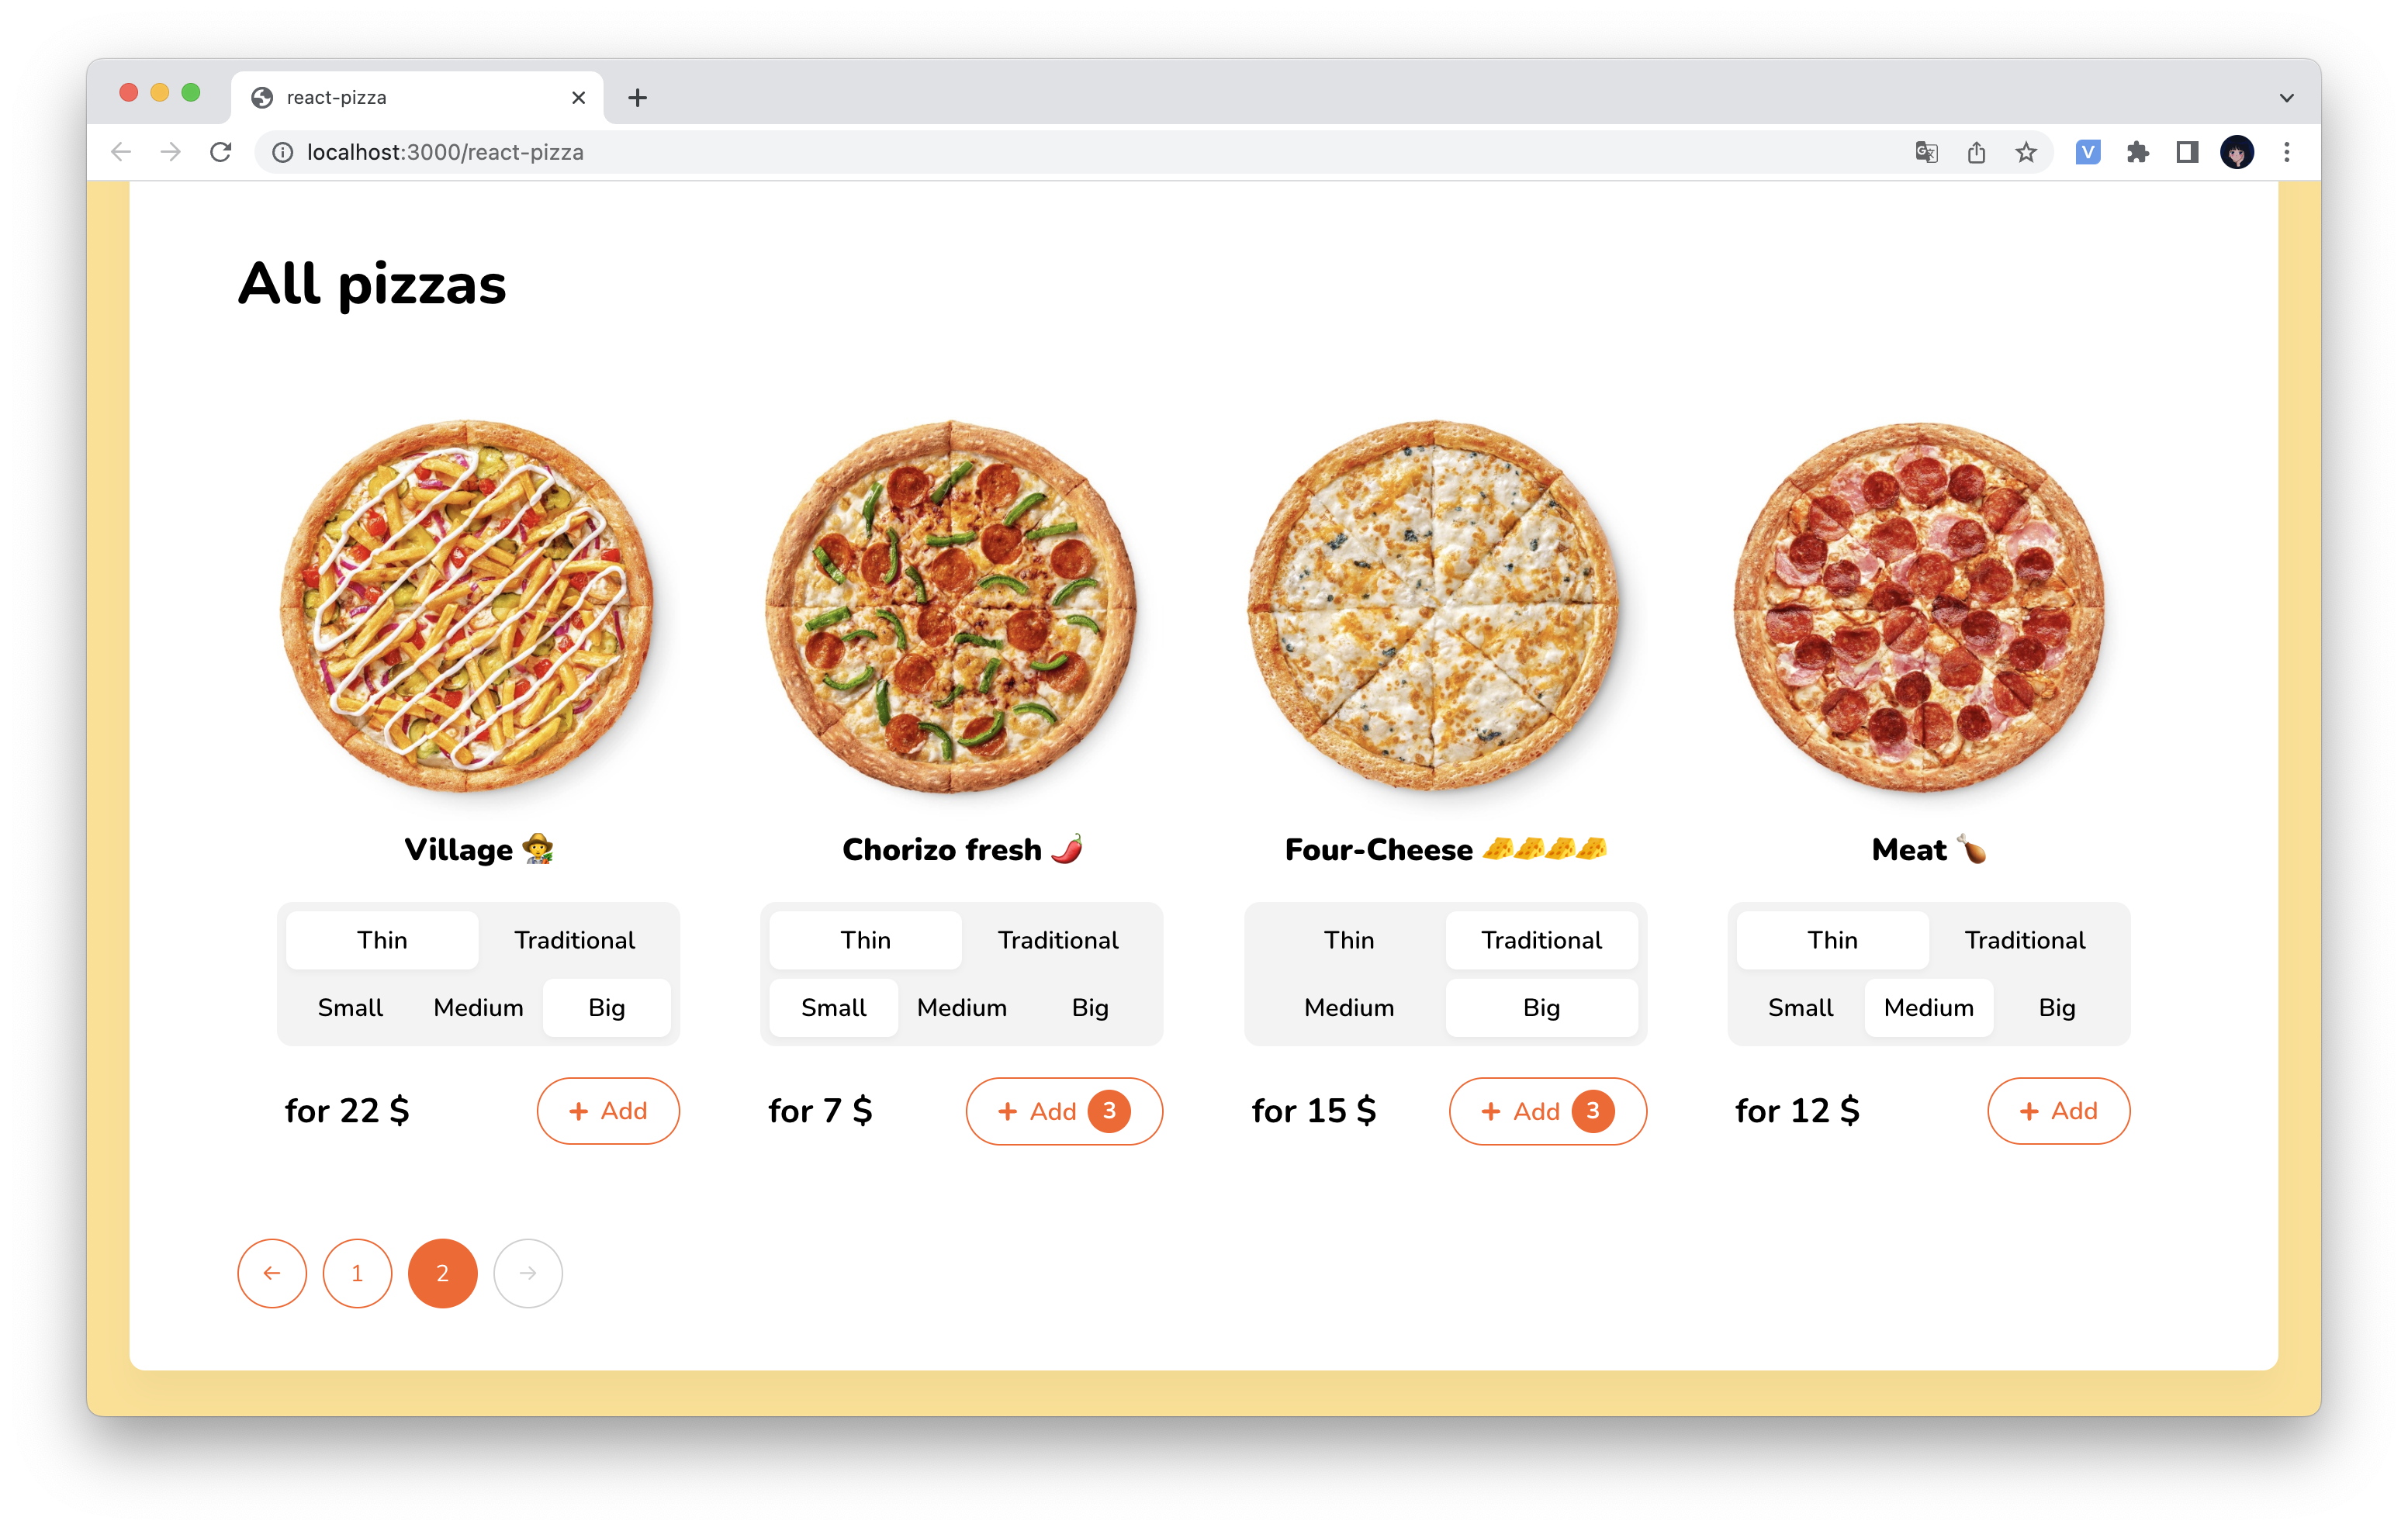 react-pizza
localhost:3000/react-pizza
V
All pizzas
Village 🧑‍🌾
Thin Traditional
Small Medium Big
for 22 $ + Add
Chorizo fresh 🌶️
Thin Traditional
Small Medium Big
for 7 $ + Add 3
Four-Cheese 🧀🧀🧀🧀
Thin Traditional
Medium Big
for 15 $ + Add 3
Meat 🍗
Thin Traditional
Small Medium Big
for 12 $ + Add
← 1 2 →